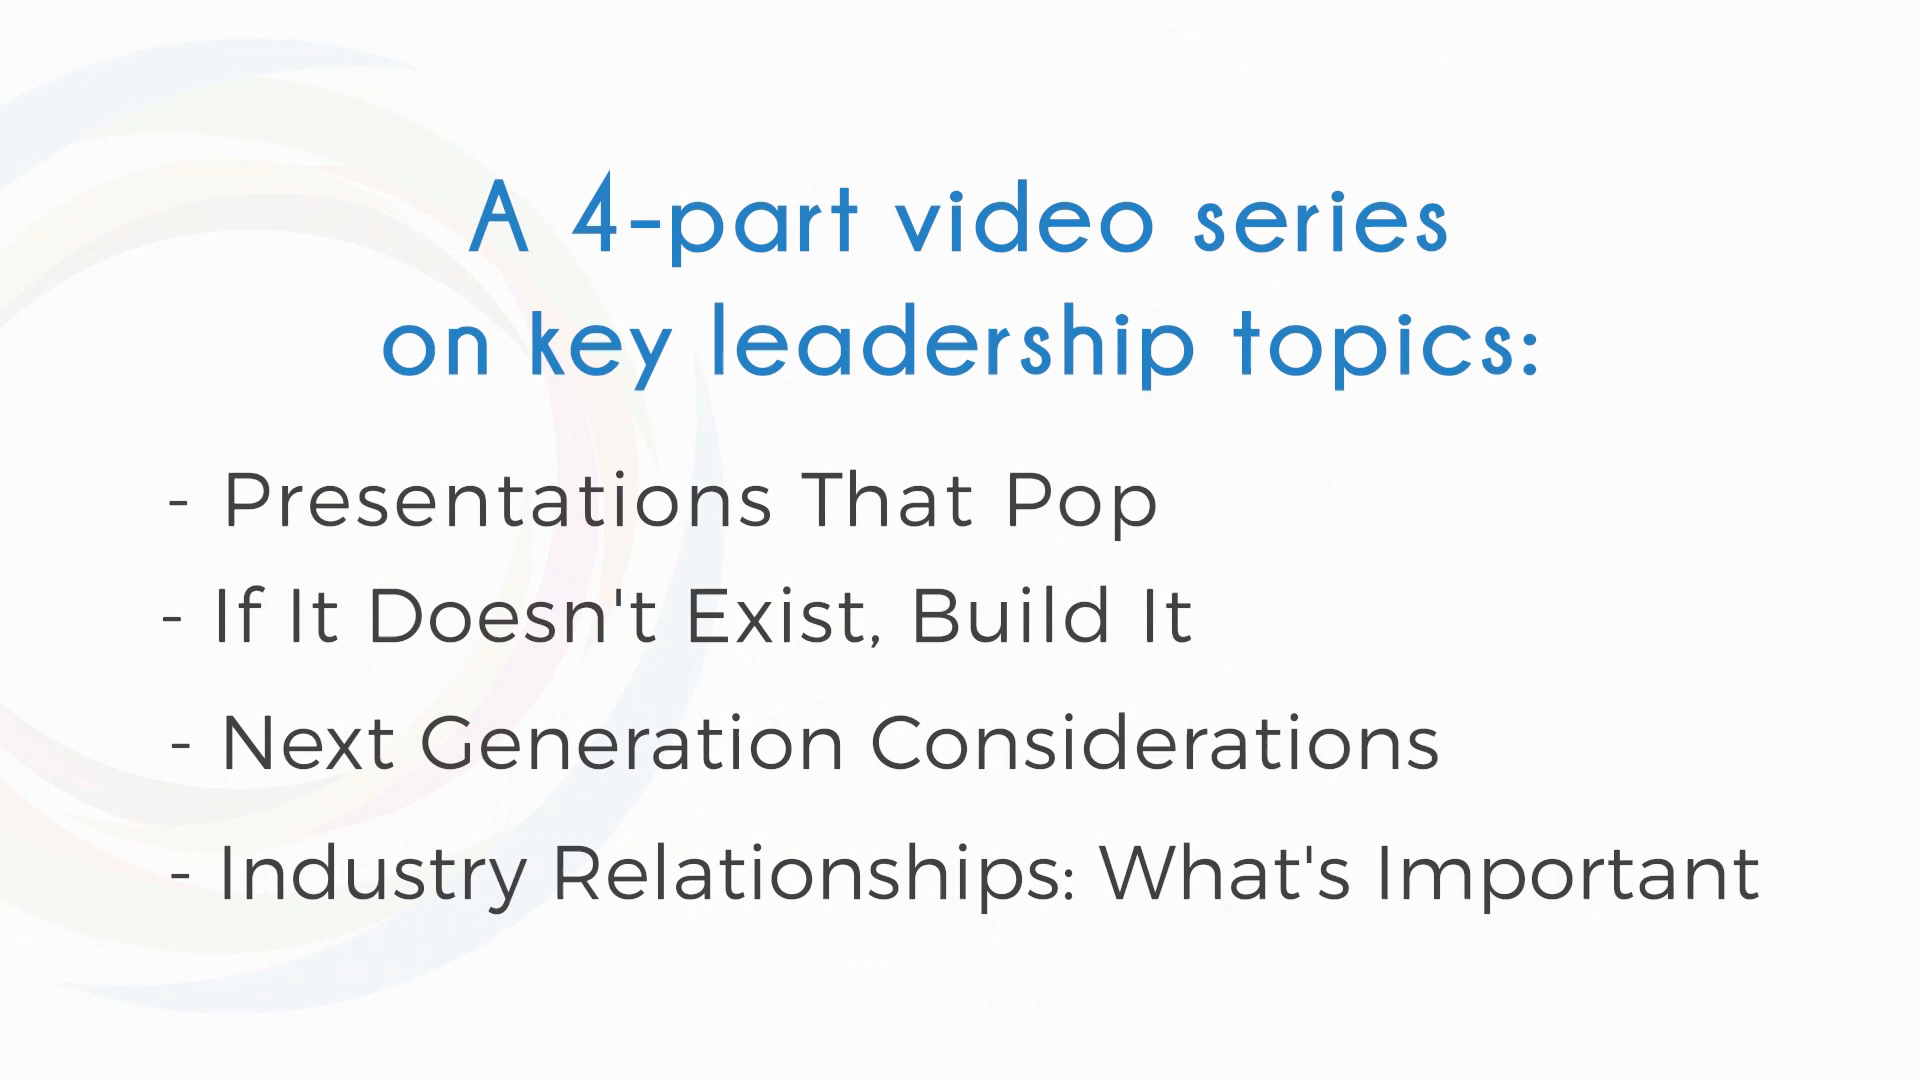 A 4-part video series
on key leadership topics:
- Presentations That Pop
- If It Doesn't Exist, Build It
- Next Generation Considerations
- Industry Relationships: What's Important